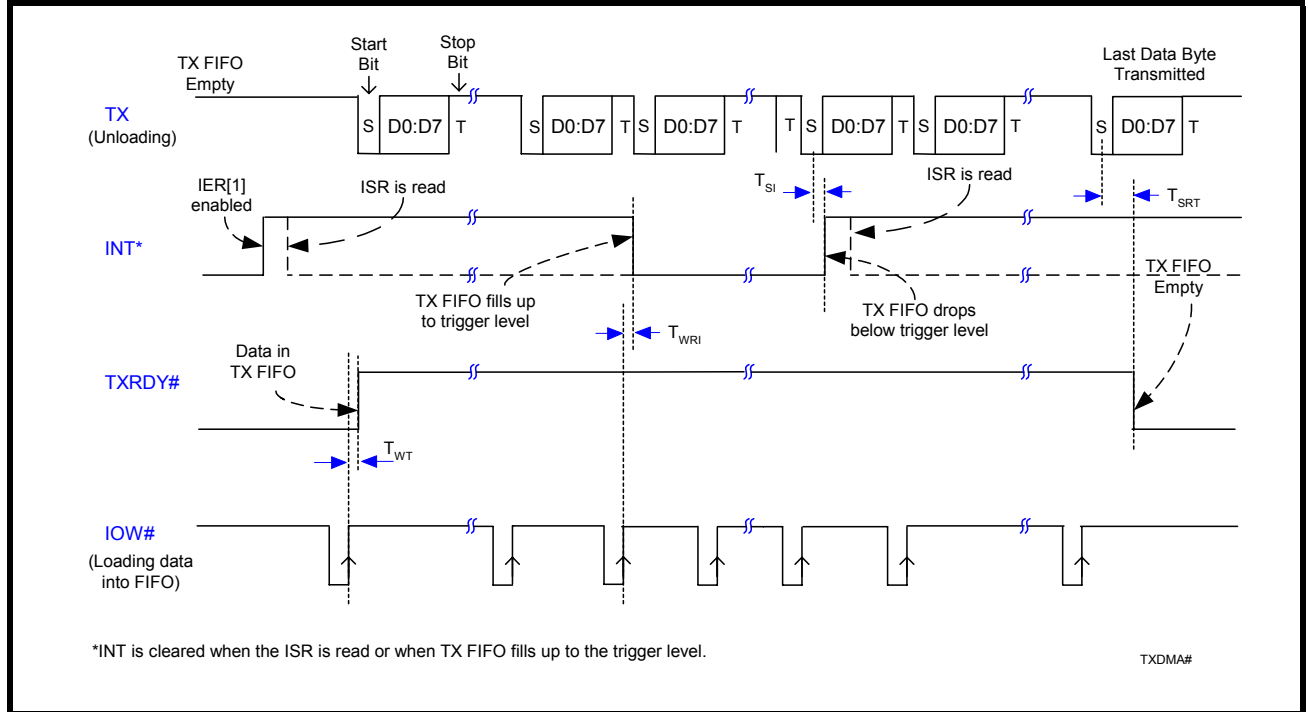 TX FIFO
Empty
Start
Bit
Stop
Bit
Last Data Byte
Transmitted
TX
(Unloading)
S D0:D7 T S D0:D7 T S D0:D7 T T S D0:D7 T S D0:D7 T S D0:D7 T
IER[1]
enabled
ISR is read
TSI
ISR is read
TSRT
INT*
TX FIFO fills up
to trigger level
TX FIFO drops
below trigger level
TX FIFO
Empty
TWRI
Data in
TX FIFO
TXRDY#
TWT
IOW#
(Loading data
into FIFO)
*INT is cleared when the ISR is read or when TX FIFO fills up to the trigger level.
TXDMA#